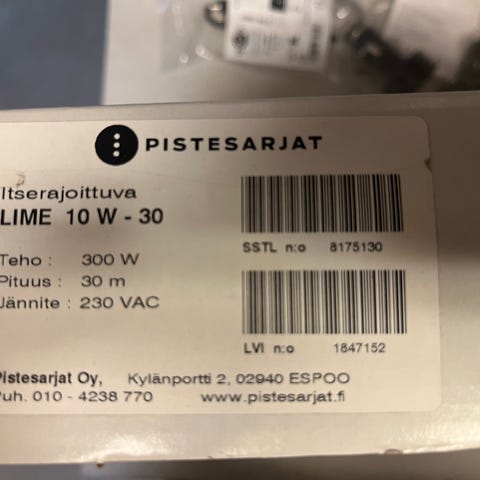 PISTESARJAT
Itserajoittuva
LIME 10 W - 30
Teho : 300 W
Pituus : 30 m
Jännite : 230 VAC
SSTL n:o 8175130
LVI n:o 1847152
Pistesarjat Oy, Kylänportti 2, 02940 ESPOO
Puh. 010 - 4238 770 www.pistesarjat.fi